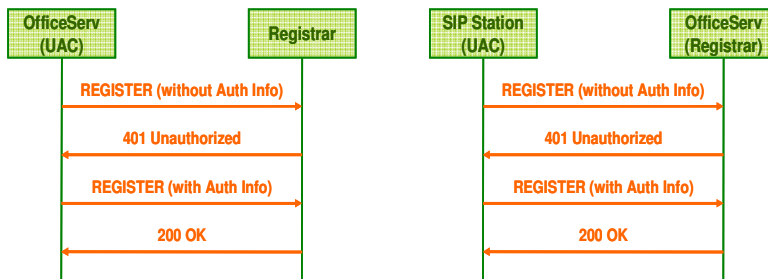 OfficeServ
(UAC)
Registrar
REGISTER (without Auth Info)
401 Unauthorized
REGISTER (with Auth Info)
200 OK
SIP Station
(UAC)
OfficeServ
(Registrar)
REGISTER (without Auth Info)
401 Unauthorized
REGISTER (with Auth Info)
200 OK